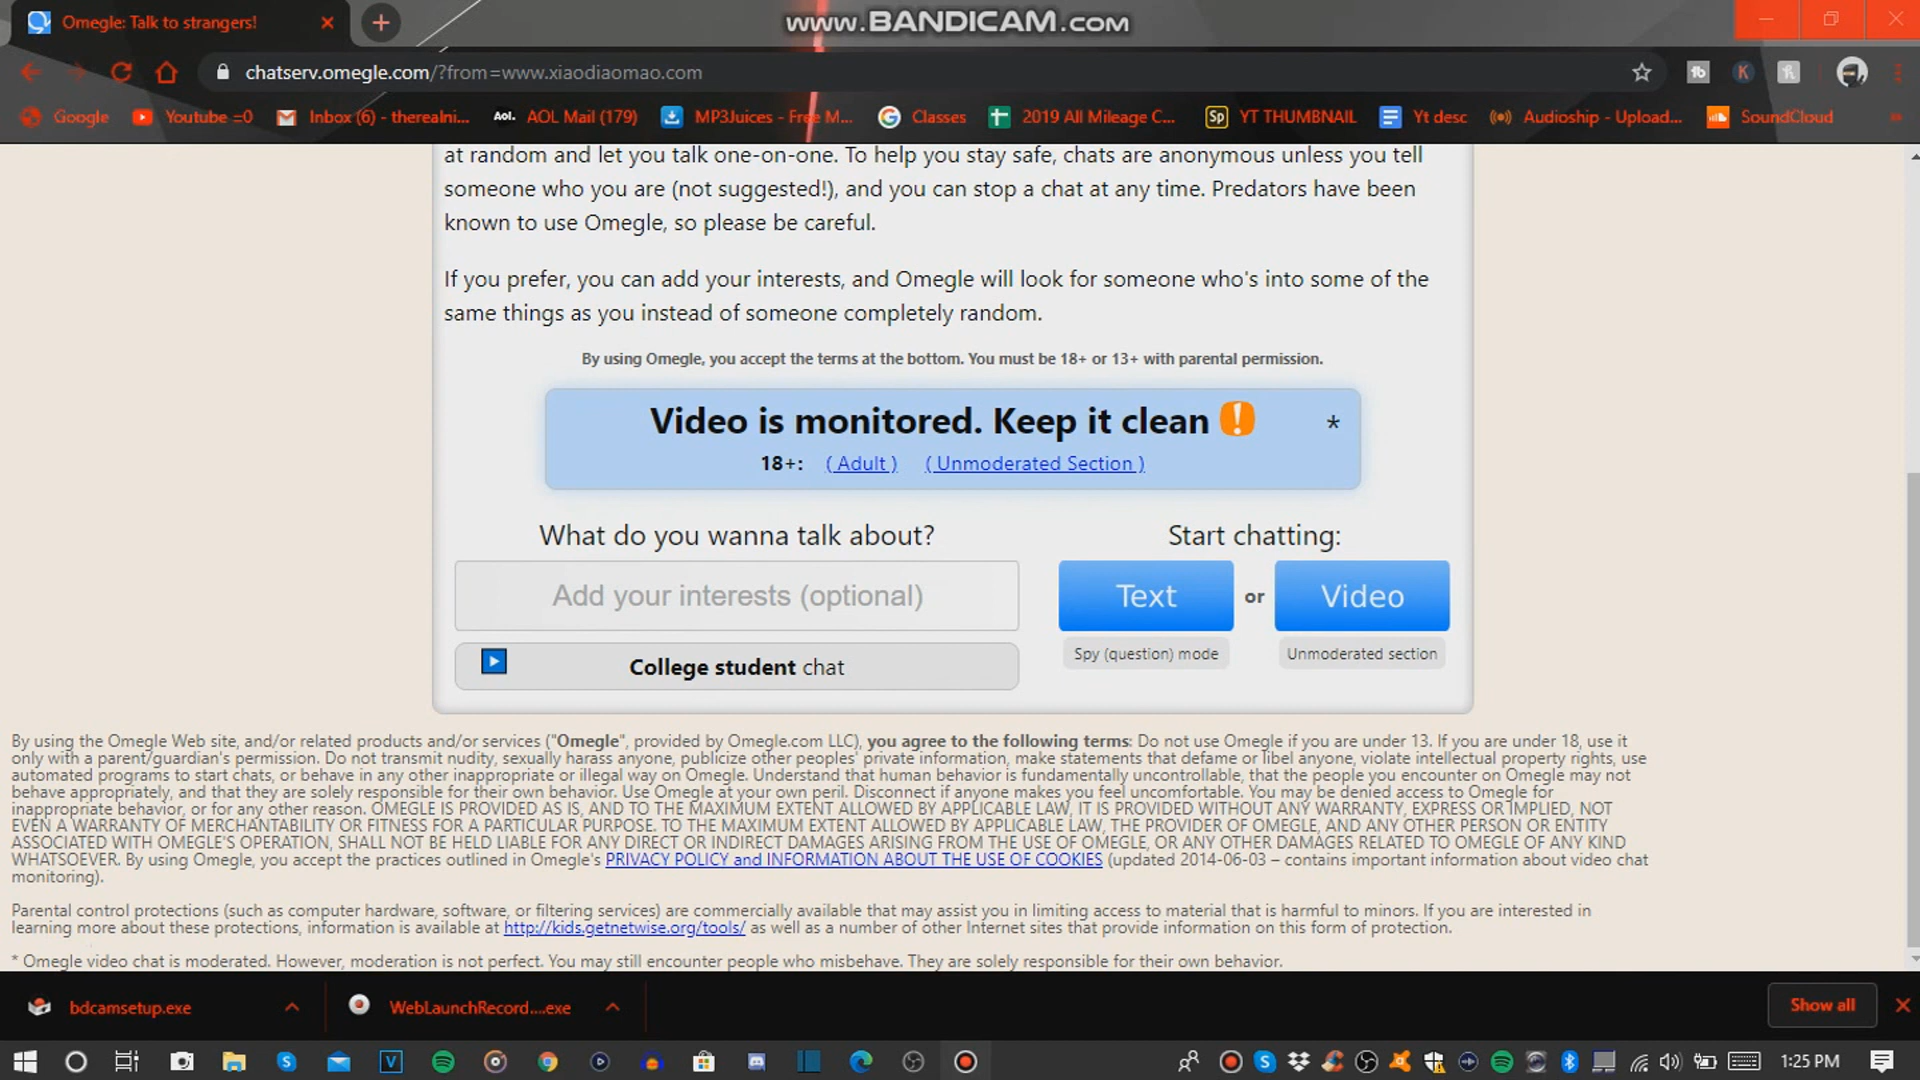 Omegle: Talk to strangers!
www.BANDICAM.com
chatserv.omegle.com/?from=www.xiaodiaomao.com
Google
Youtube =0
Inbox (6) - therealni...
Aol. AOL Mail (179)
MP3Juices - Free M...
Classes
2019 All Mileage C...
Sp YT THUMBNAIL
Yt desc
Audioship - Upload...
SoundCloud
at random and let you talk one-on-one. To help you stay safe, chats are anonymous unless you tell
someone who you are (not suggested!), and you can stop a chat at any time. Predators have been
known to use Omegle, so please be careful.
If you prefer, you can add your interests, and Omegle will look for someone who's into some of the
same things as you instead of someone completely random.
By using Omegle, you accept the terms at the bottom. You must be 18+ or 13+ with parental permission.
Video is monitored. Keep it clean ! *
18+: ( Adult ) ( Unmoderated Section )
What do you wanna talk about?
Start chatting:
Add your interests (optional)
Text or Video
Spy (question) mode
Unmoderated section
College student chat
By using the Omegle Web site, and/or related products and/or services ("Omegle", provided by Omegle.com LLC), you agree to the following terms: Do not use Omegle if you are under 13. If you are under 18, use it
only with a parent/guardian's permission. Do not transmit nudity, sexually harass anyone, publicize other peoples' private information, make statements that defame or libel anyone, violate intellectual property rights, use
automated programs to start chats, or behave in any other inappropriate or illegal way on Omegle. Understand that human behavior is fundamentally uncontrollable, that the people you encounter on Omegle may not
behave appropriately, and that they are solely responsible for their own behavior. Use Omegle at your own peril. Disconnect if anyone makes you feel uncomfortable. You may be denied access to Omegle for
inappropriate behavior, or for any other reason. OMEGLE IS PROVIDED AS IS, AND TO THE MAXIMUM EXTENT ALLOWED BY APPLICABLE LAW, IT IS PROVIDED WITHOUT ANY WARRANTY, EXPRESS OR IMPLIED, NOT
EVEN A WARRANTY OF MERCHANTABILITY OR FITNESS FOR A PARTICULAR PURPOSE. TO THE MAXIMUM EXTENT ALLOWED BY APPLICABLE LAW, THE PROVIDER OF OMEGLE, AND ANY OTHER PERSON OR ENTITY
ASSOCIATED WITH OMEGLE'S OPERATION, SHALL NOT BE HELD LIABLE FOR ANY DIRECT OR INDIRECT DAMAGES ARISING FROM THE USE OF OMEGLE, OR ANY OTHER DAMAGES RELATED TO OMEGLE OF ANY KIND
WHATSOEVER. By using Omegle, you accept the practices outlined in Omegle's PRIVACY POLICY and INFORMATION ABOUT THE USE OF COOKIES (updated 2014-06-03 – contains important information about video chat
monitoring).
Parental control protections (such as computer hardware, software, or filtering services) are commercially available that may assist you in limiting access to material that is harmful to minors. If you are interested in
learning more about these protections, information is available at http://kids.getnetwise.org/tools/ as well as a number of other Internet sites that provide information on this form of protection.
* Omegle video chat is moderated. However, moderation is not perfect. You may still encounter people who misbehave. They are solely responsible for their own behavior.
bdcamsetup.exe
WebLaunchRecord....exe
Show all
1:25 PM